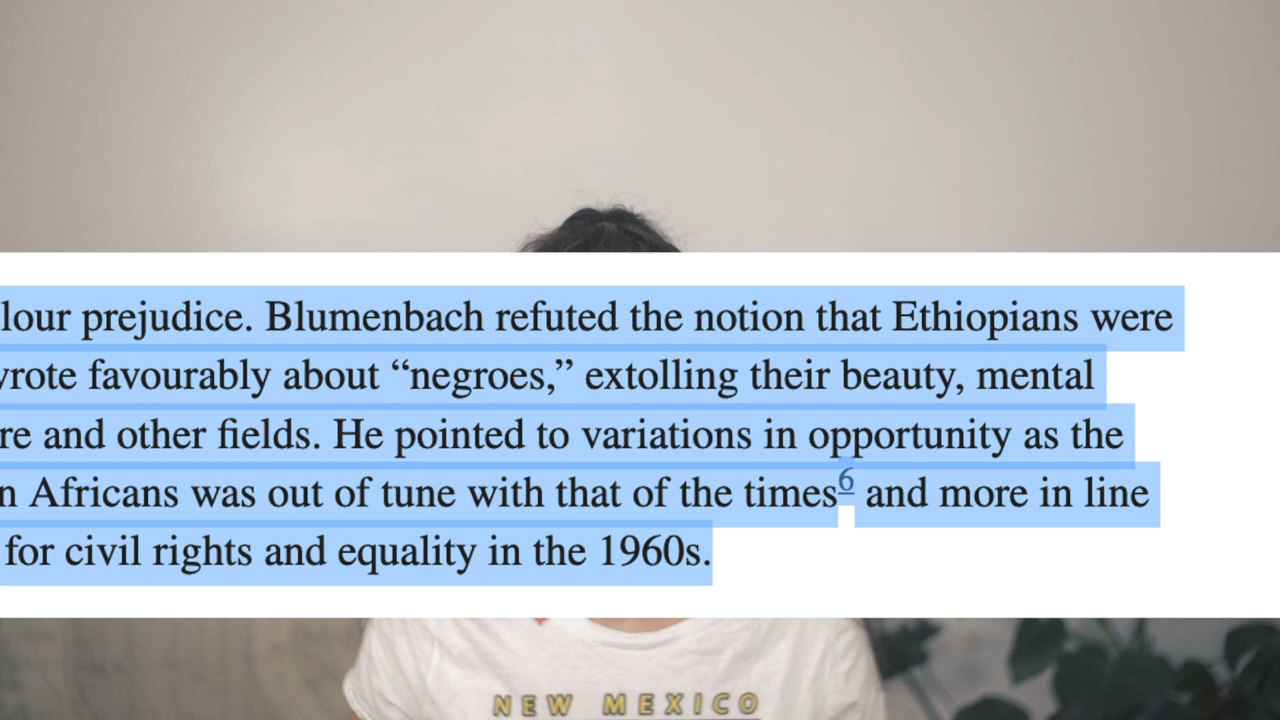 lour prejudice. Blumenbach refuted the notion that Ethiopians were
wrote favourably about “negroes,” extolling their beauty, mental
re and other fields. He pointed to variations in opportunity as the
n Africans was out of tune with that of the times6 and more in line
for civil rights and equality in the 1960s.
NEW MEXICO